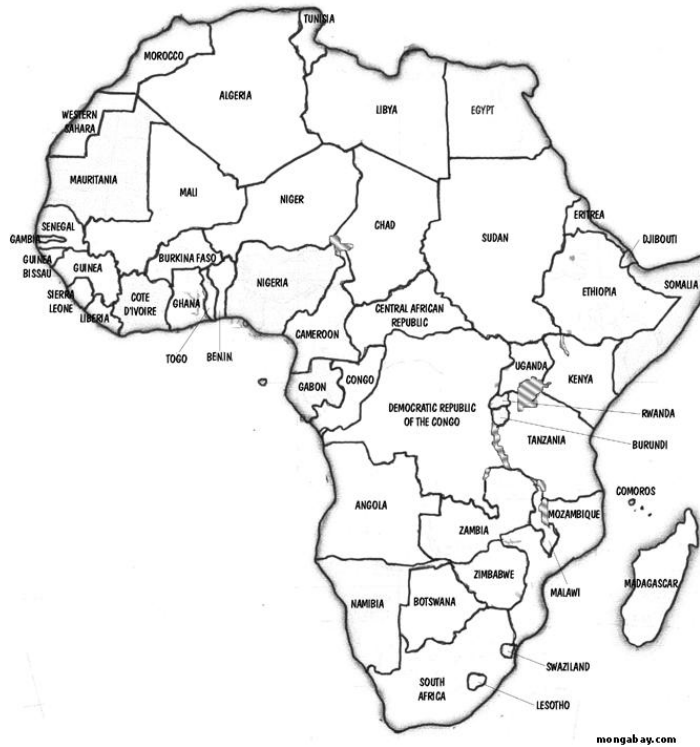 TUNISIA
MOROCCO
ALGERIA
LIBYA
EGYPT
WESTERN
SAHARA
MAURITANIA
MALI
NIGER
CHAD
SUDAN
ERITREA
DJIBOUTI
SENEGAL
GAMBIA
GUINEA
BISSAU
GUINEA
BURKINA FASO
NIGERIA
ETHIOPIA
SOMALIA
SIERRA
LEONE
LIBERIA
COTE
D'IVOIRE
GHANA
TOGO
BENIN
CAMEROON
CENTRAL AFRICAN
REPUBLIC
GABON
CONGO
DEMOCRATIC REPUBLIC
OF THE CONGO
UGANDA
KENYA
RWANDA
BURUNDI
TANZANIA
COMOROS
ANGOLA
ZAMBIA
MOZAMBIQUE
MALAWI
MADAGASCAR
NAMIBIA
BOTSWANA
ZIMBABWE
SWAZILAND
SOUTH
AFRICA
LESOTHO
mongabay.com